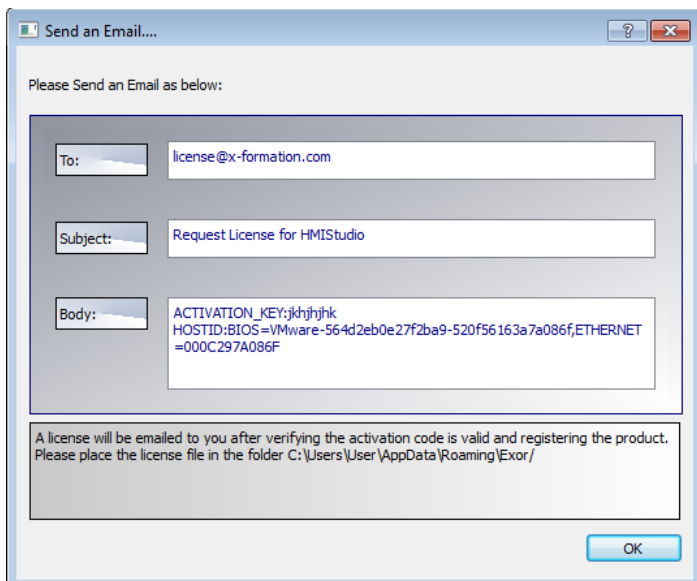 Send an Email....
Please Send an Email as below:
To:
license@x-formation.com
Subject:
Request License for HMIStudio
Body:
ACTIVATION_KEY:jkhjhjhk
HOSTID:BIOS=VMware-564d2eb0e27f2ba9-520f56163a7a086f,ETHERNET
=000C297A086F
A license will be emailed to you after verifying the activation code is valid and registering the product.
Please place the license file in the folder C:\Users\User\AppData\Roaming\Exor/
OK